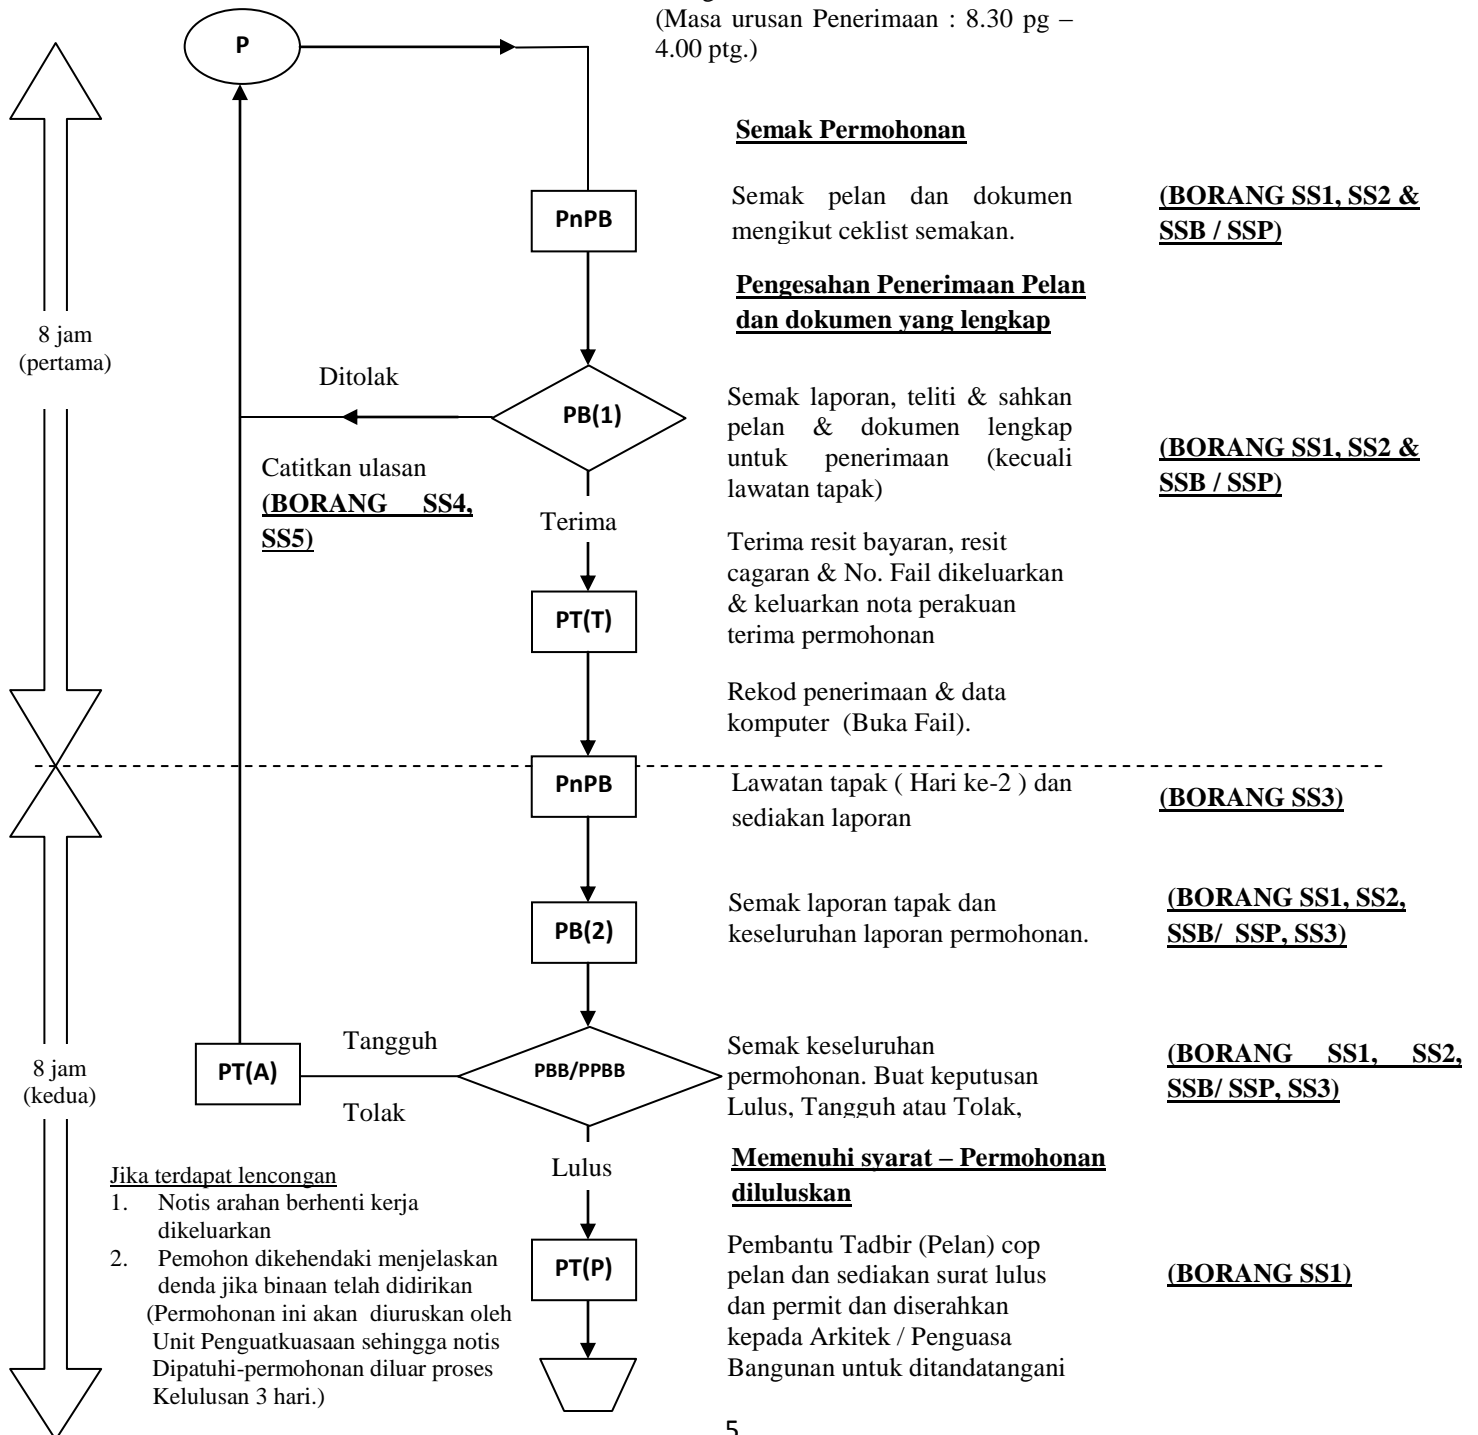 (Masa urusan Penerimaan : 8.30 pg –
4.00 ptg.)
P
Semak Permohonan
PnPB
Semak pelan dan dokumen
mengikut ceklist semakan.
(BORANG SS1, SS2 &
SSB / SSP)
Pengesahan Penerimaan Pelan
dan dokumen yang lengkap
8 jam
(pertama)
Ditolak
PB(1)
Semak laporan, teliti & sahkan
pelan & dokumen lengkap
untuk penerimaan (kecuali
lawatan tapak)
(BORANG SS1, SS2 &
SSB / SSP)
Catitkan ulasan
(BORANG SS4,
SS5)
Terima
Terima resit bayaran, resit
cagaran & No. Fail dikeluarkan
& keluarkan nota perakuan
terima permohonan
PT(T)
Rekod penerimaan & data
komputer (Buka Fail).
PnPB
Lawatan tapak ( Hari ke-2 ) dan
sediakan laporan
(BORANG SS3)
PB(2)
Semak laporan tapak dan
keseluruhan laporan permohonan.
(BORANG SS1, SS2,
SSB/ SSP, SS3)
8 jam
(kedua)
PT(A)
Tangguh
Tolak
PBB/PPBB
Semak keseluruhan
permohonan. Buat keputusan
Lulus, Tangguh atau Tolak,
(BORANG SS1, SS2,
SSB/ SSP, SS3)
Lulus
Memenuhi syarat – Permohonan
diluluskan
Jika terdapat lencongan
1. Notis arahan berhenti kerja
dikeluarkan
2. Pemohon dikehendaki menjelaskan
denda jika binaan telah didirikan
(Permohonan ini akan diuruskan oleh
Unit Penguatkuasaan sehingga notis
Dipatuhi-permohonan diluar proses
Kelulusan 3 hari.)
PT(P)
Pembantu Tadbir (Pelan) cop
pelan dan sediakan surat lulus
dan permit dan diserahkan
kepada Arkitek / Penguasa
Bangunan untuk ditandatangani
(BORANG SS1)
5